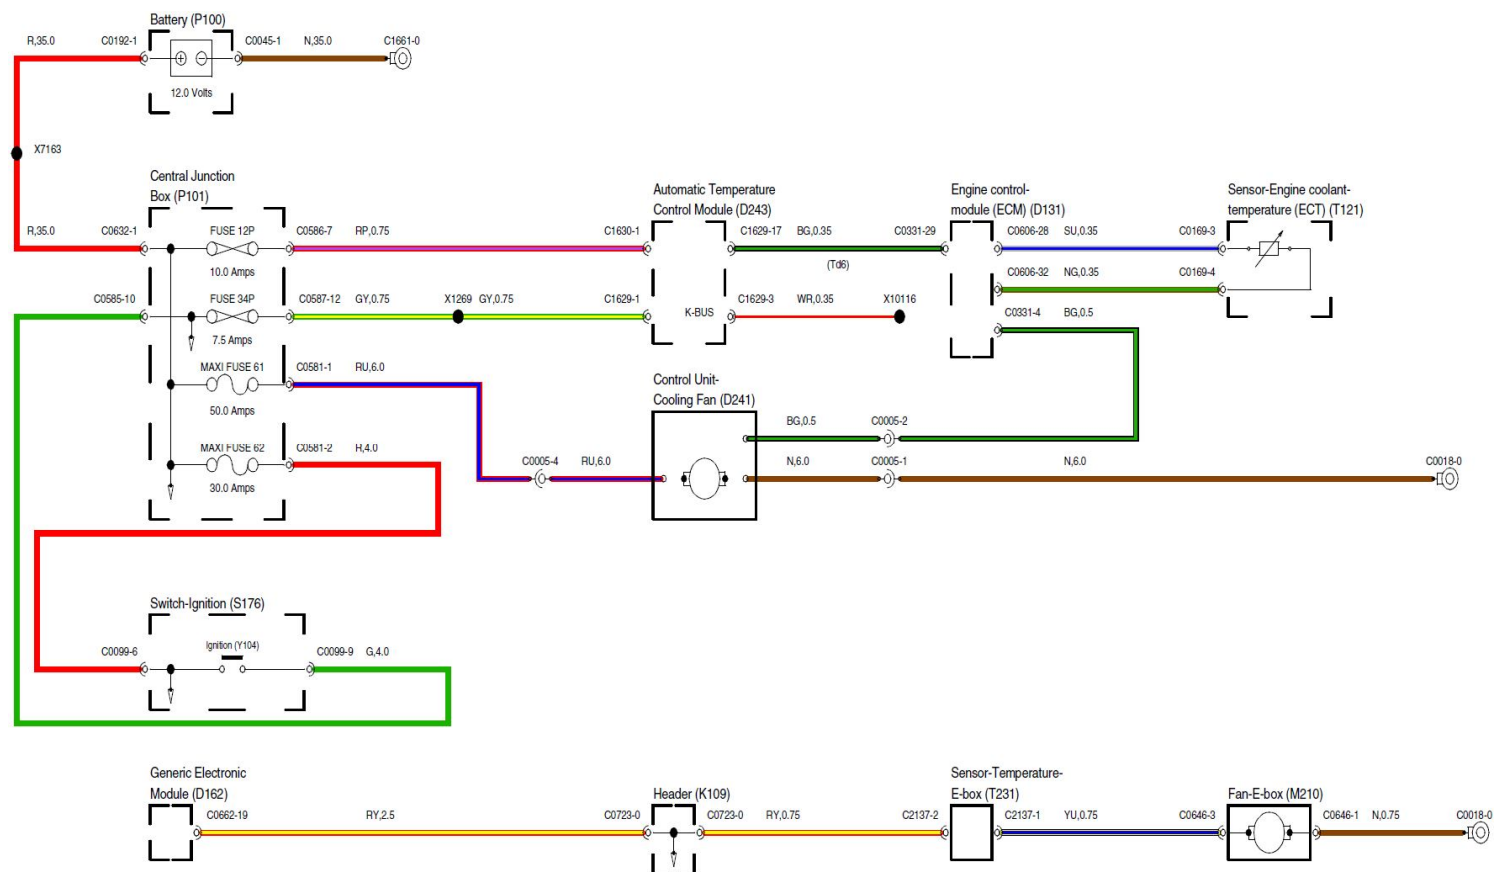 Battery (P100)
R,35.0 C0192-1 C0045-1 N,35.0 C1661-0
12.0 Volts
X7163
Central Junction
Box (P101)
Automatic Temperature
Control Module (D243)
Engine control-
module (ECM) (D131)
Sensor-Engine coolant-
temperature (ECT) (T121)
R,35.0 C0632-1 FUSE 12P C0586-7 RP,0.75 C1630-1 C1629-17 BG,0.35 C0331-29 C0606-28 SU,0.35 C0169-3
(Td6)
10.0 Amps
C0606-32 NG,0.35 C0169-4
C0585-10 FUSE 34P C0587-12 GY,0.75 X1269 GY,0.75 C1629-1 C1629-3 WR,0.35 X10116
K-BUS
C0331-4 BG,0.5
7.5 Amps
MAXI FUSE 61 C0581-1 RU,6.0
50.0 Amps
Control Unit-
Cooling Fan (D241)
BG,0.5 C0005-2
MAXI FUSE 62 C0581-2 R,4.0
30.0 Amps
C0005-4 RU,6.0 N,6.0 C0005-1 N,6.0 C0018-0
Switch-Ignition (S176)
Ignition (Y104)
C0099-6 C0099-9 G,4.0
Generic Electronic
Module (D162)
Header (K109)
Sensor-Temperature-
E-box (T231)
Fan-E-box (M210)
C0662-19 RY,2.5 C0723-0 C0723-0 RY,0.75 C2137-2 C2137-1 YU,0.75 C0646-3 C0646-1 N,0.75 C0018-0